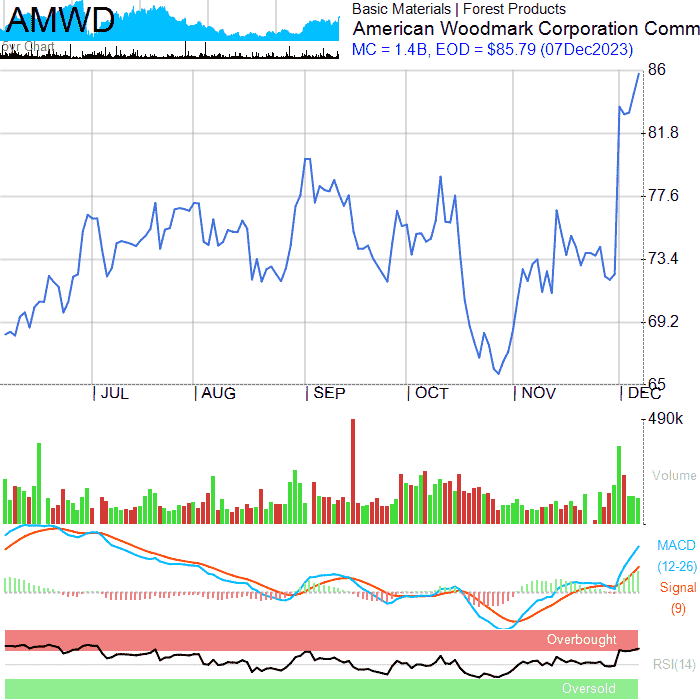 AMWD
5yr Chart
Basic Materials | Forest Products
American Woodmark Corporation Comm
MC = 1.4B, EOD = $85.79 (07Dec2023)
86
81.8
77.6
73.4
69.2
65
JUL
AUG
SEP
OCT
NOV
DEC
490k
Volume
MACD
(12-26)
Signal
(9)
Overbought
RSI(14)
Oversold